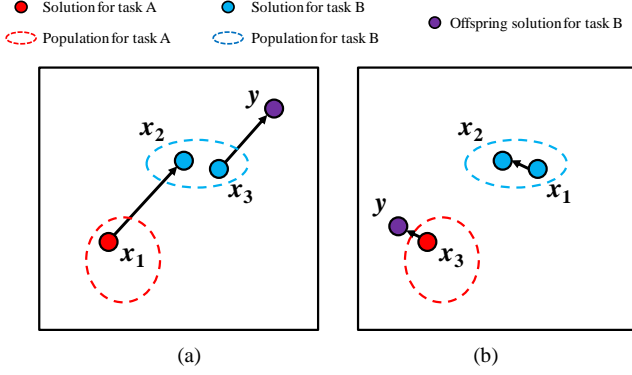 Solution for task A Solution for task B Offspring solution for task B
Population for task A Population for task B
y x2 x2
x3 x1
y
x1 x3
(a) (b)